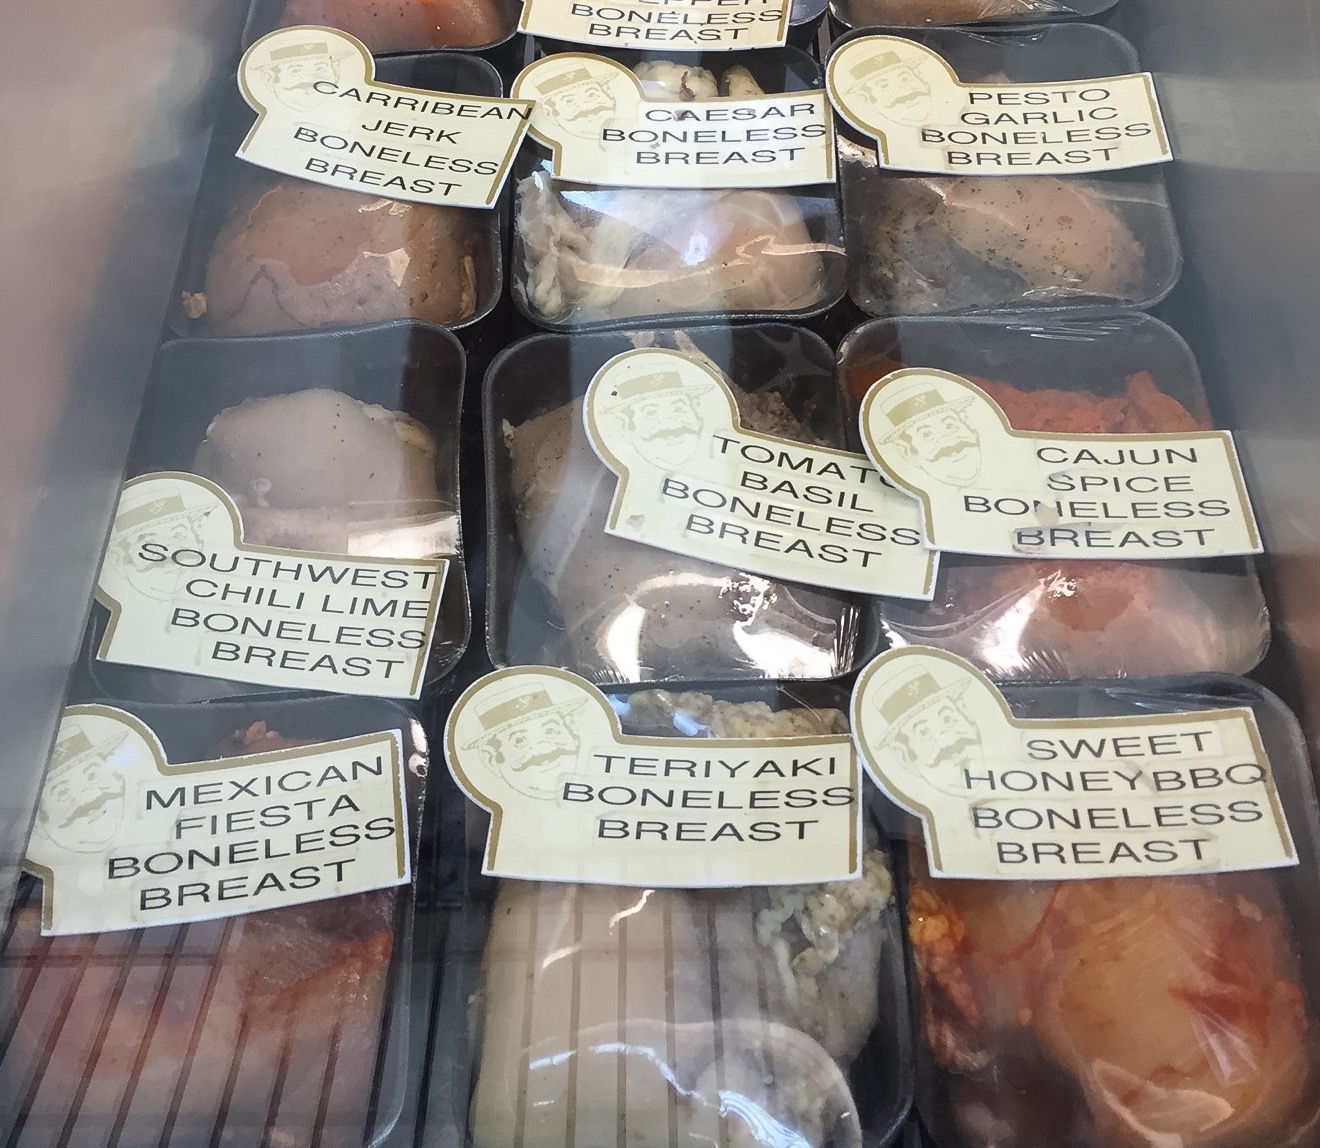 BONELESS
BREAST
CARRIBEAN
JERK
BONELESS
BREAST
CAESAR
BONELESS
BREAST
PESTO
GARLIC
BONELESS
BREAST
SOUTHWEST
CHILI LIME
BONELESS
BREAST
TOMATO
BASIL
BONELESS
BREAST
CAJUN
SPICE
BONELESS
BREAST
MEXICAN
FIESTA
BONELESS
BREAST
TERIYAKI
BONELESS
BREAST
SWEET
HONEY BBQ
BONELESS
BREAST